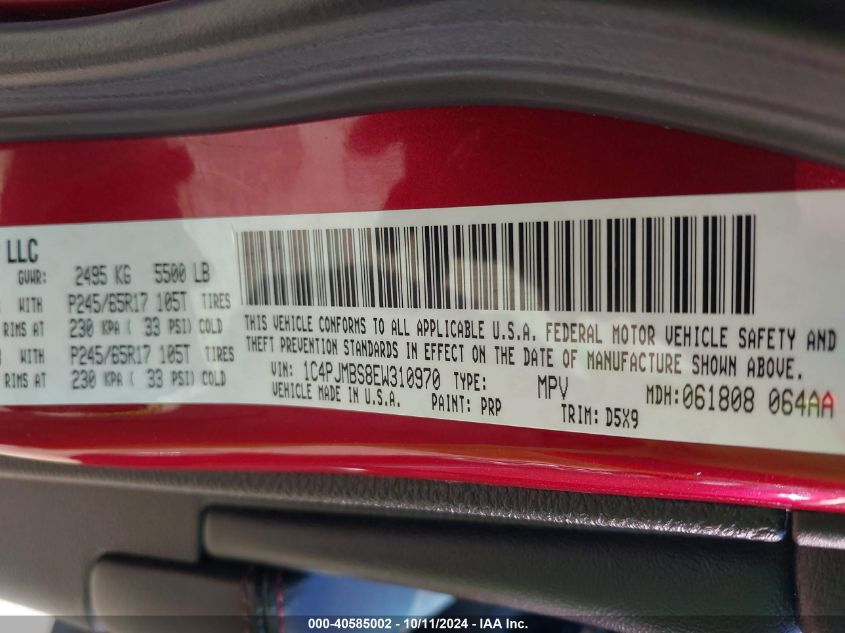 LLC
GVWR: 2495 KG 5500 LB
WITH P245/65R17 105T TIRES
RIMS AT 230 KPA ( 33 PSI) COLD
WITH P245/65R17 105T TIRES
RIMS AT 230 KPA ( 33 PSI) COLD
THIS VEHICLE CONFORMS TO ALL APPLICABLE U.S.A. FEDERAL MOTOR VEHICLE SAFETY AND
THEFT PREVENTION STANDARDS IN EFFECT ON THE DATE OF MANUFACTURE SHOWN ABOVE.
VIN: 1C4PJMBS8EW310970 TYPE: MPV MDH:061808 064AA
VEHICLE MADE IN U.S.A. PAINT: PRP TRIM: D5X9
000-40585002 - 10/11/2024 - IAA Inc.